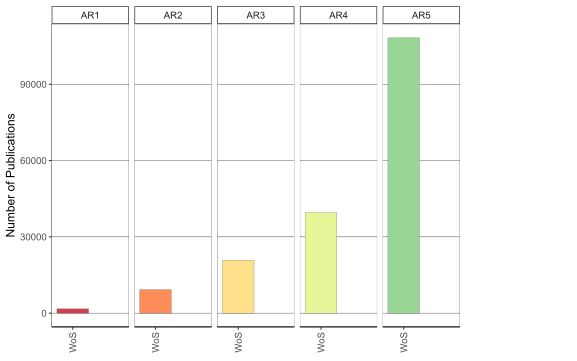 AR1 AR2 AR3 AR4 AR5
Number of Publications
90000
60000
30000
0
WoS WoS WoS WoS WoS